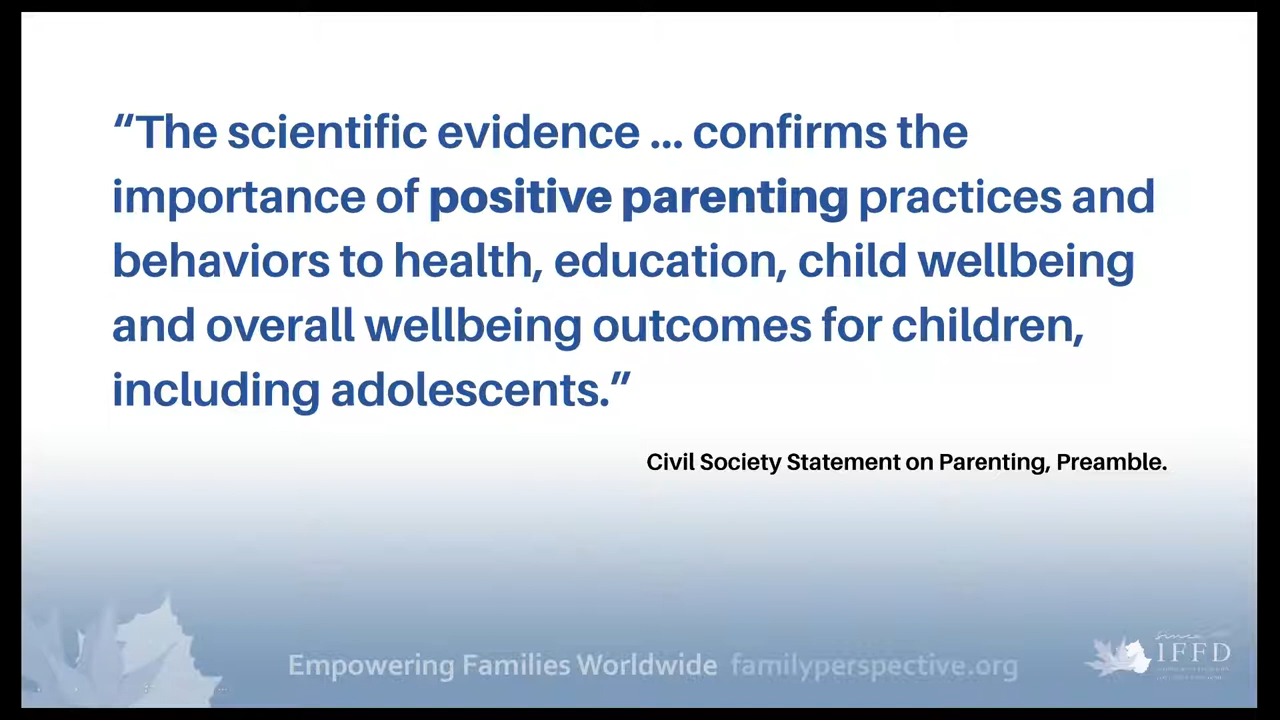 “The scientific evidence ... confirms the
importance of positive parenting practices and
behaviors to health, education, child wellbeing
and overall wellbeing outcomes for children,
including adolescents.”
Civil Society Statement on Parenting, Preamble.
Empowering Families Worldwide familyperspective.org
since
IFFD